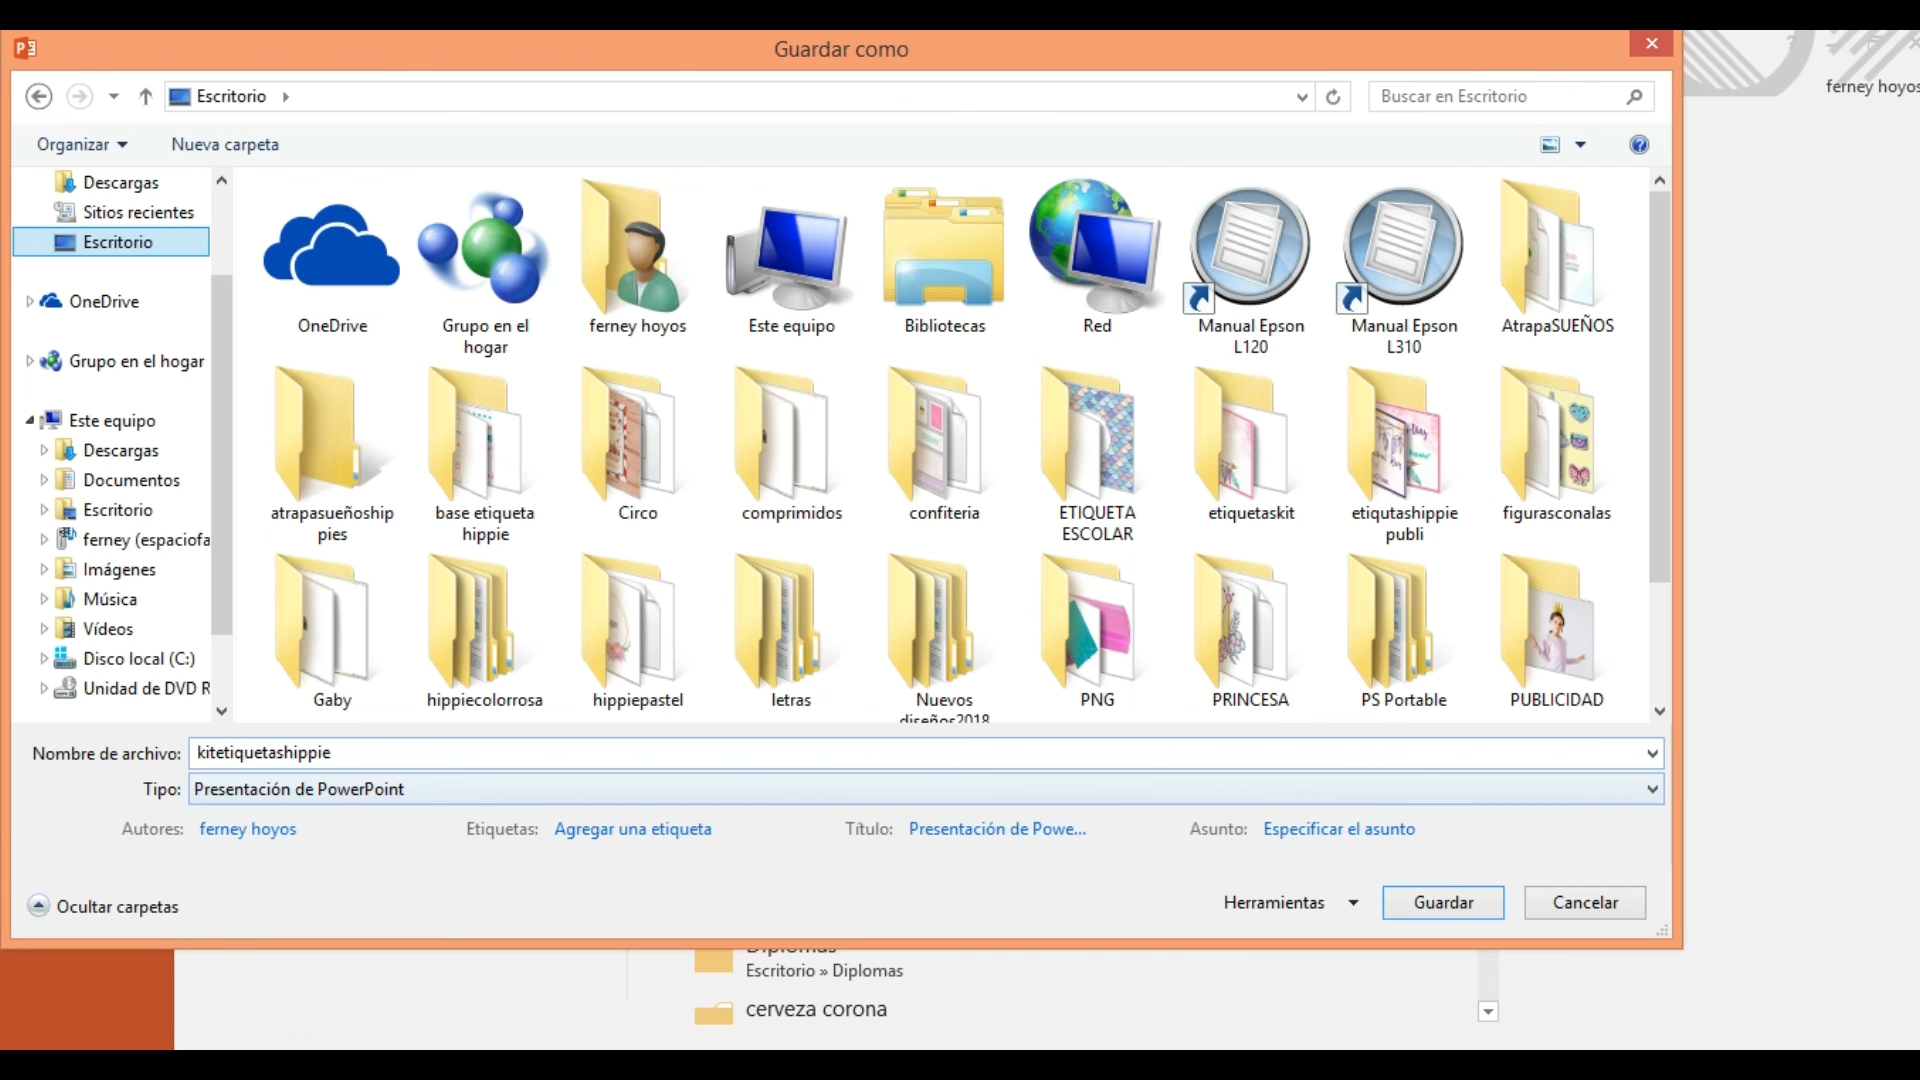 Guardar como
ferney hoyos
Escritorio
Buscar en Escritorio
Organizar
Nueva carpeta
Descargas
Sitios recientes
Escritorio
OneDrive
Grupo en el hogar
Este equipo
Descargas
Documentos
Escritorio
ferney (espaciofa
Imágenes
Música
Vídeos
Disco local (C:)
Unidad de DVD R
OneDrive
Grupo en el
hogar
ferney hoyos
Este equipo
Bibliotecas
Red
Manual Epson
L120
Manual Epson
L310
AtrapaSUEÑOS
atrapasueñoship
pies
base etiqueta
hippie
Circo
comprimidos
confiteria
ETIQUETA
ESCOLAR
etiquetaskit
etiqutashippie
publi
figurasconalas
Gaby
hippiecolorrosa
hippiepastel
letras
Nuevos
diseños2018
PNG
PRINCESA
PS Portable
PUBLICIDAD
Nombre de archivo: kitetiquetashippie
Tipo: Presentación de PowerPoint
Autores: ferney hoyos
Etiquetas: Agregar una etiqueta
Título: Presentación de Powe...
Asunto: Especificar el asunto
Ocultar carpetas
Herramientas
Guardar
Cancelar
Diplomas
Escritorio » Diplomas
cerveza corona